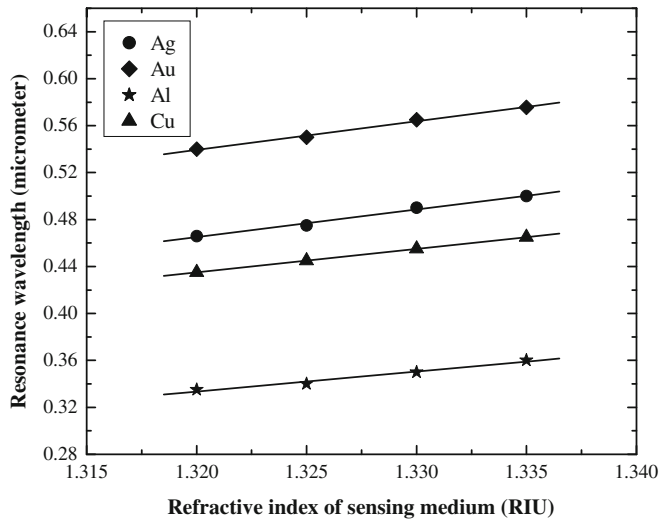 0.64
0.60
0.56
0.52
0.48
0.44
0.40
0.36
0.32
0.28
Resonance wavelength (micrometer)
Ag
Au
Al
Cu
1.315 1.320 1.325 1.330 1.335 1.340
Refractive index of sensing medium (RIU)